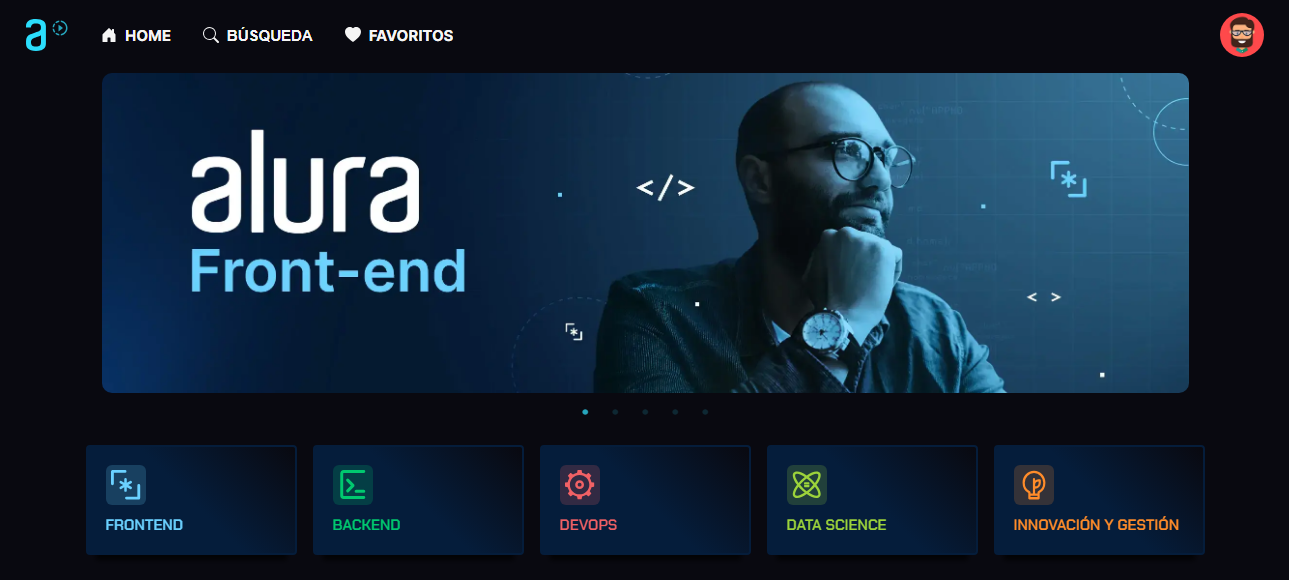 a
HOME
BÚSQUEDA
FAVORITOS
alura
Front-end
</>
< >
FRONTEND
BACKEND
DEVOPS
DATA SCIENCE
INNOVACIÓN Y GESTIÓN